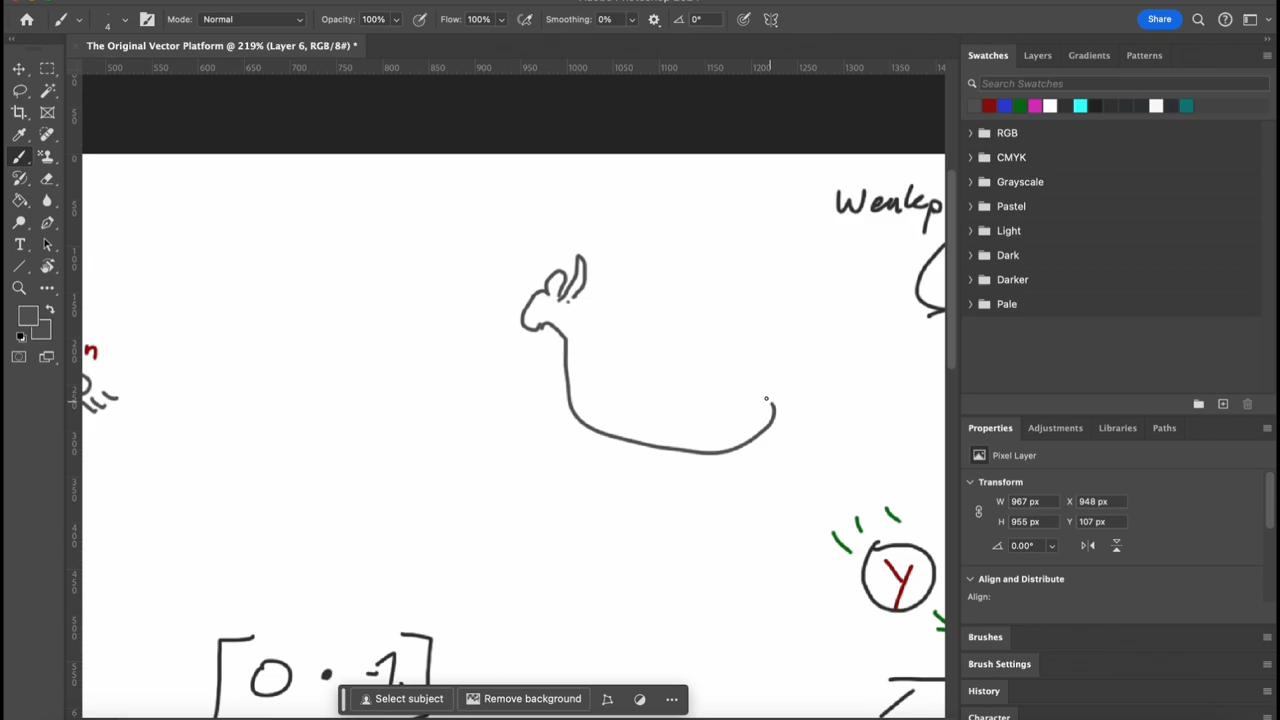 4
Mode: Normal
Opacity: 100%
Flow: 100%
Smoothing: 0%
0°
Share
The Original Vector Platform @ 219% (Layer 6, RGB/8#) *
500 550 600 650 700 750 800 850 900 950 1000 1050 1100 1150 1200 1250 1300 1350
Swatches Layers Gradients Patterns
Search Swatches
RGB
CMYK
Grayscale
Pastel
Light
Dark
Darker
Pale
Properties Adjustments Libraries Paths
Pixel Layer
Transform
W 967 px X 948 px
H 955 px Y 107 px
0.00°
Align and Distribute
Align:
Brushes
Brush Settings
History
Character
Wenkp
n
Y
0 · -1
Select subject Remove background